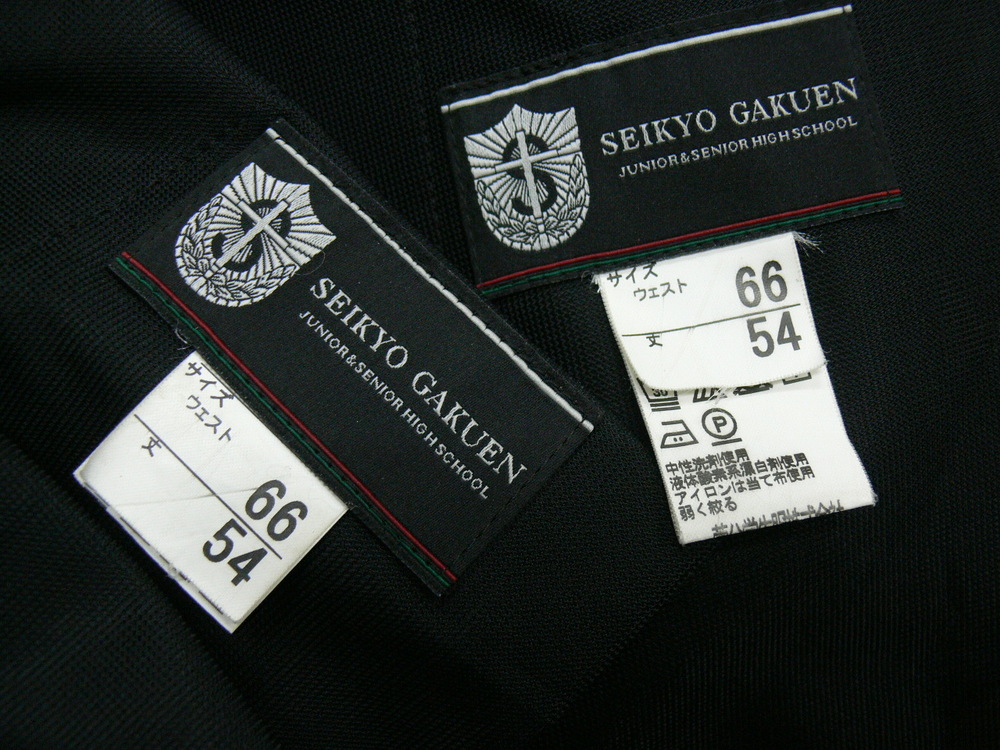 SEIKYO GAKUEN
JUNIOR&SENIOR HIGH SCHOOL
サイズ
ウェスト 66
丈 54
SEIKYO GAKUEN
JUNIOR&SENIOR HIGH SCHOOL
サイズ
ウェスト 66
丈 54
中性洗剤使用
液体酸素系漂白剤使用
アイロンは当て布使用
弱く絞る